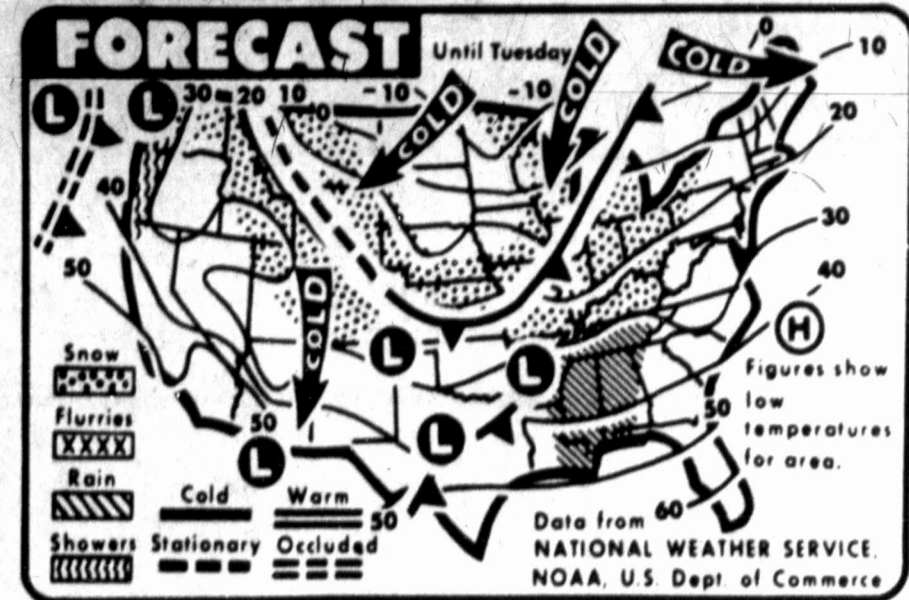 FORECAST
Until Tuesday
COLD
COLD
COLD
0
10
L
L
30
20
10
0
-10
-10
20
40
30
50
40
COLD
H
L
L
Figures show
low
temperatures
for area.
50
50
L
L
50
60
Snow
Flurries
XXXX
Rain
Showers
Cold
Warm
Stationary
Occluded
Data from
NATIONAL WEATHER SERVICE,
NOAA, U.S. Dept. of Commerce